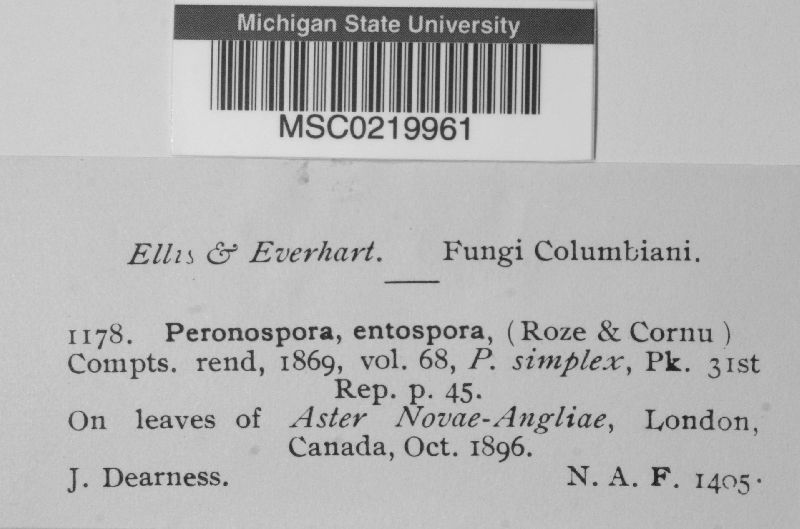 Michigan State University
MSC0219961
Ellis & Everhart. Fungi Columbiani.
1178. Peronospora, entospora, (Roze & Cornu)
Compts. rend, 1869, vol. 68, P. simplex, Pk. 31st
Rep. p. 45.
On leaves of Aster Novae-Angliae, London,
Canada, Oct. 1896.
J. Dearness. N. A. F. 1405.